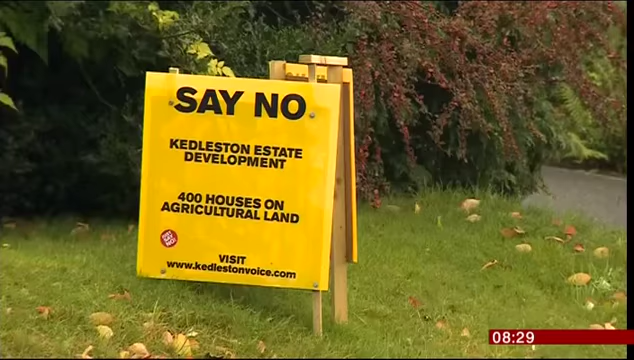 SAY NO
KEDLESTON ESTATE
DEVELOPMENT
400 HOUSES ON
AGRICULTURAL LAND
VISIT
www.kedlestonvoice.com
08:29